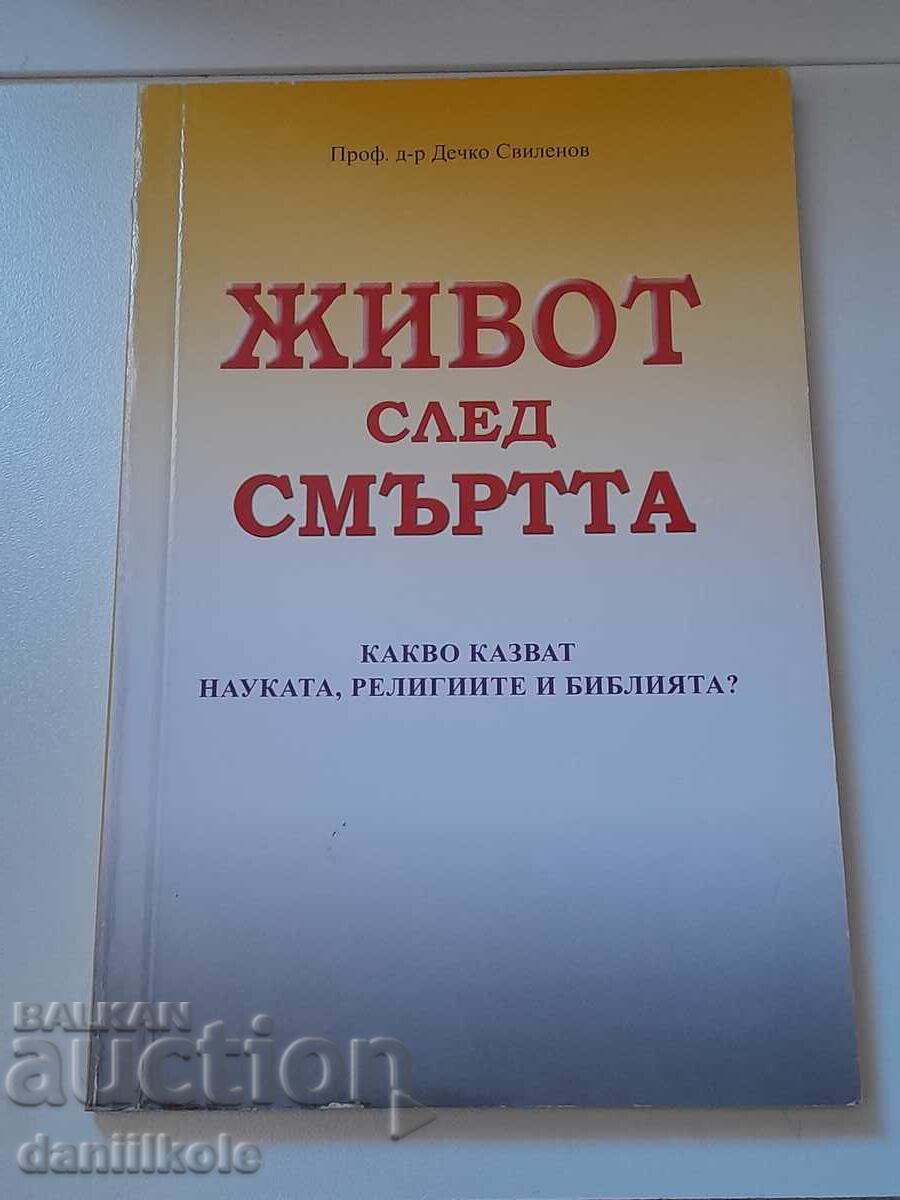 Проф. д-р Дечко Свиленов
ЖИВОТ
СЛЕД
СМЪРТТА
КАКВО КАЗВАТ
НАУКАТА, РЕЛИГИИТЕ И БИБЛИЯТА?
BALKAN
auction
daniilkole